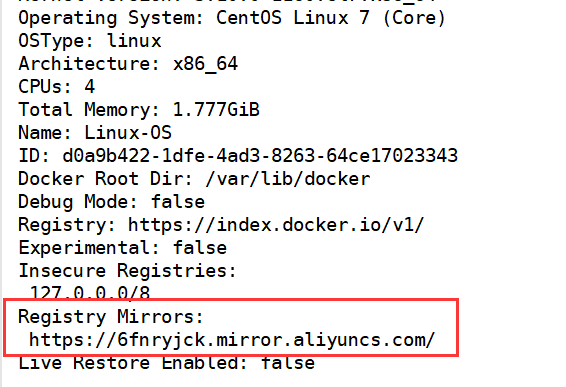 Operating System: CentOS Linux 7 (Core)
OSType: linux
Architecture: x86_64
CPUs: 4
Total Memory: 1.777GiB
Name: Linux-OS
ID: d0a9b422-1dfe-4ad3-8263-64ce17023343
Docker Root Dir: /var/lib/docker
Debug Mode: false
Registry: https://index.docker.io/v1/
Experimental: false
Insecure Registries:
127.0.0.0/8
Registry Mirrors:
https://6fnryjck.mirror.aliyuncs.com/
Live Restore Enabled: false